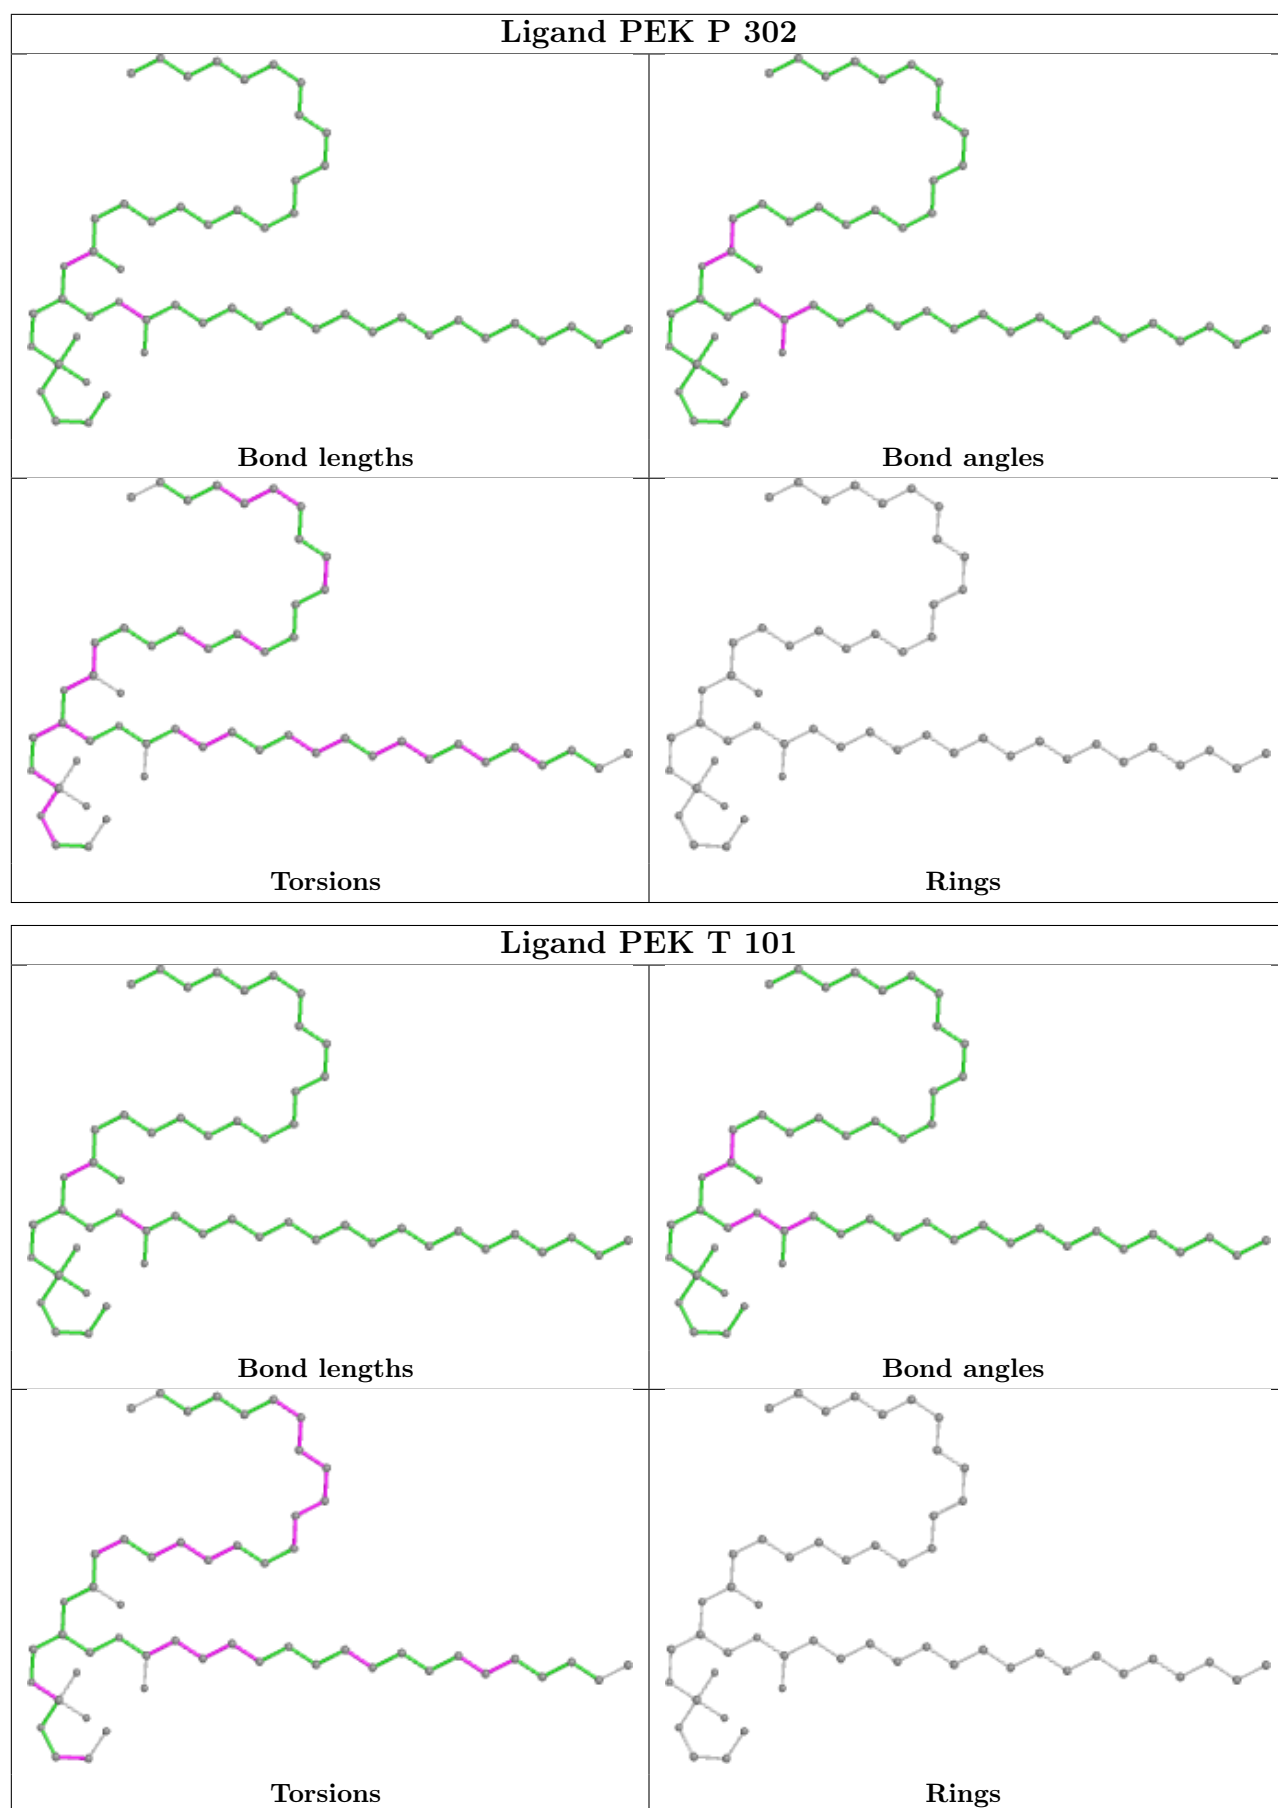 Ligand PEK P 302
Bond lengths
Bond angles
Torsions
Rings
Ligand PEK T 101
Bond lengths
Bond angles
Torsions
Rings